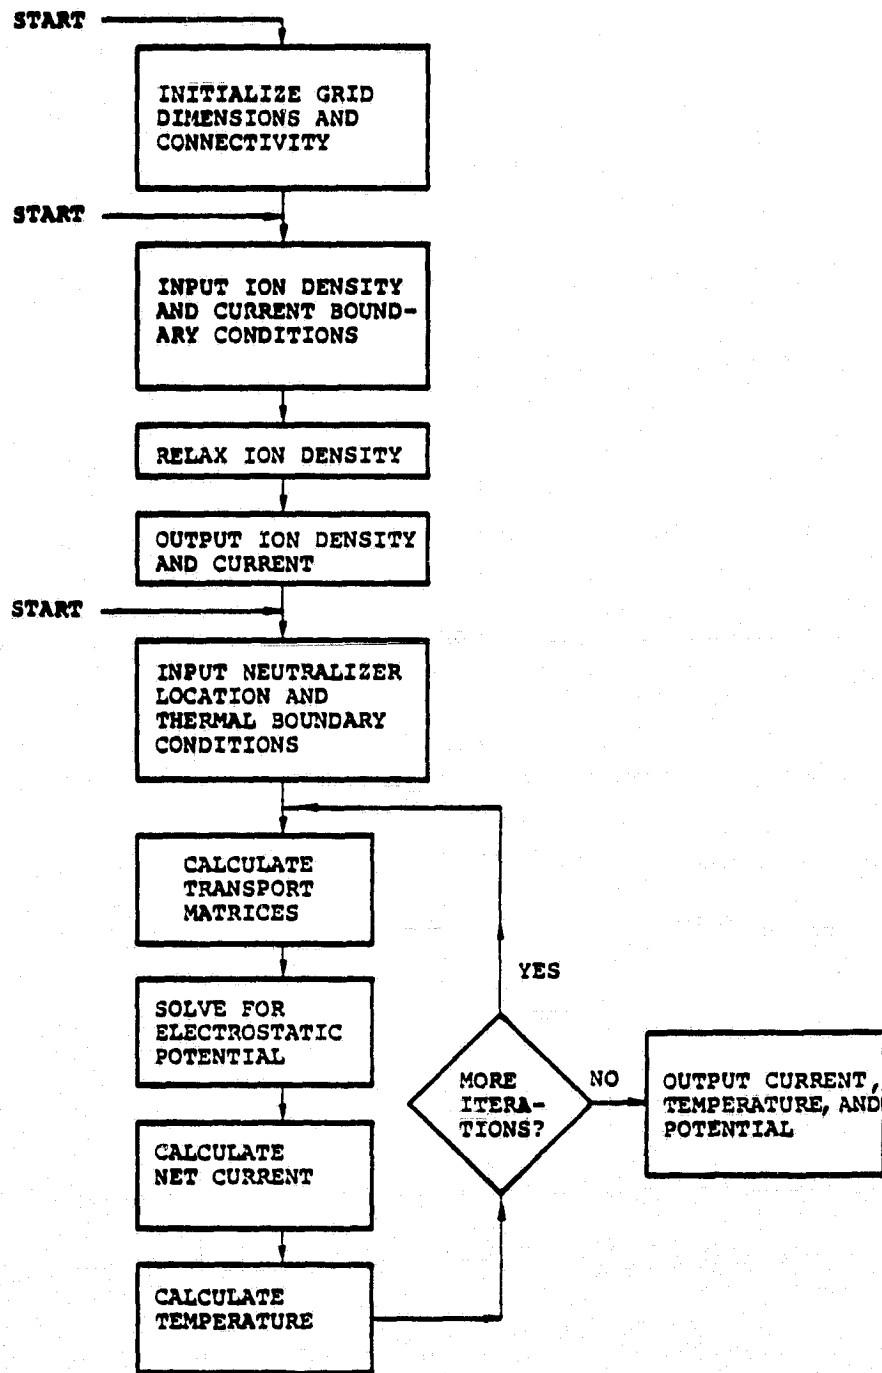 START
INITIALIZE GRID
DIMENSIONS AND
CONNECTIVITY
START
INPUT ION DENSITY
AND CURRENT BOUND-
ARY CONDITIONS
RELAX ION DENSITY
OUTPUT ION DENSITY
AND CURRENT
START
INPUT NEUTRALIZER
LOCATION AND
THERMAL BOUNDARY
CONDITIONS
CALCULATE
TRANSPORT
MATRICES
SOLVE FOR
ELECTROSTATIC
POTENTIAL
CALCULATE
NET CURRENT
CALCULATE
TEMPERATURE
MORE
ITERA-
TIONS?
YES
NO
OUTPUT CURRENT,
TEMPERATURE, AND
POTENTIAL